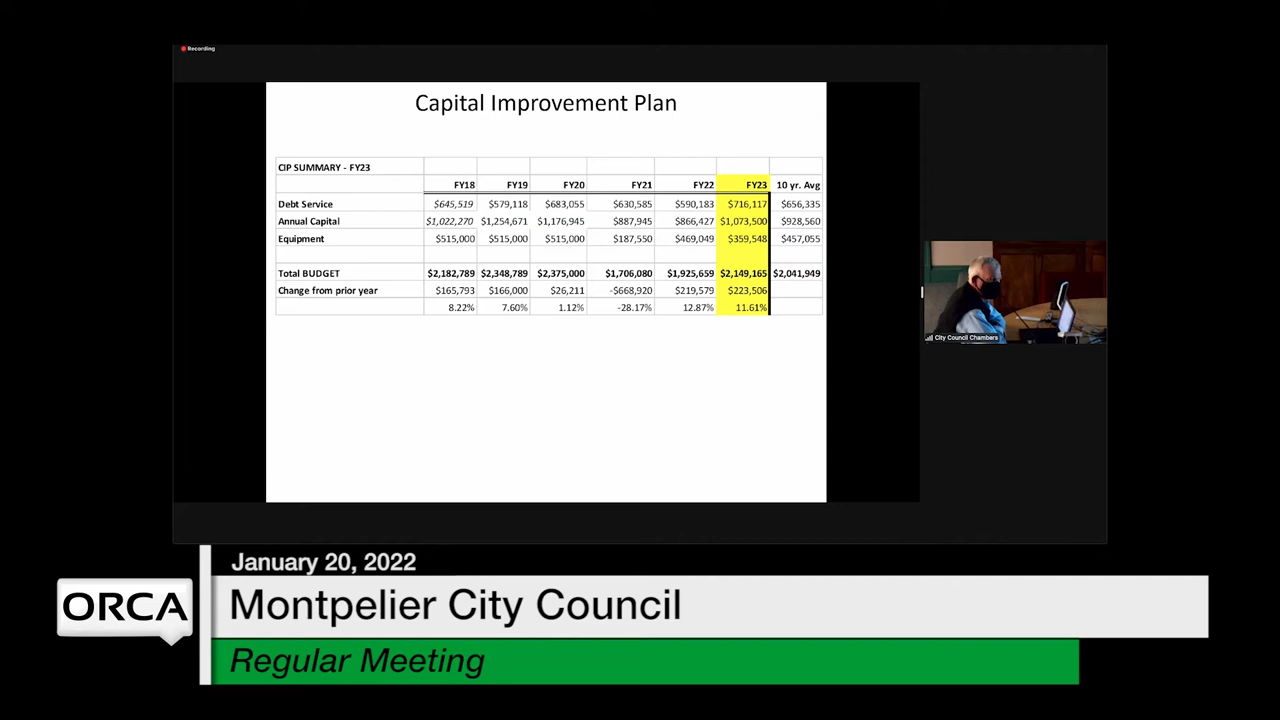 Recording
Capital Improvement Plan
CIP SUMMARY - FY23
FY18 FY19 FY20 FY21 FY22 FY23 10 yr. Avg
Debt Service $645,519 $579,118 $683,055 $630,585 $590,183 $716,117 $656,335
Annual Capital $1,022,270 $1,254,671 $1,176,945 $887,945 $866,427 $1,073,500 $928,560
Equipment $515,000 $515,000 $515,000 $187,550 $469,049 $359,548 $457,055
Total BUDGET $2,182,789 $2,348,789 $2,375,000 $1,706,080 $1,925,659 $2,149,165 $2,041,949
Change from prior year $165,793 $166,000 $26,211 -$668,920 $219,579 $223,506
8.22% 7.60% 1.12% -28.17% 12.87% 11.61%
City Council Chambers
January 20, 2022
ORCA
Montpelier City Council
Regular Meeting